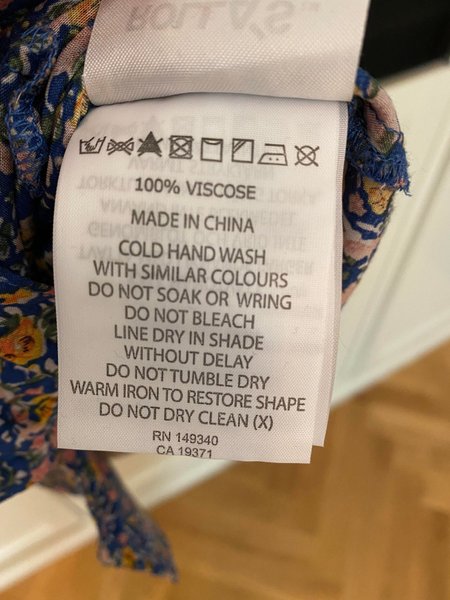 ROLLA'S
100% VISCOSE
MADE IN CHINA
COLD HAND WASH
WITH SIMILAR COLOURS
DO NOT SOAK OR WRING
DO NOT BLEACH
LINE DRY IN SHADE
WITHOUT DELAY
DO NOT TUMBLE DRY
WARM IRON TO RESTORE SHAPE
DO NOT DRY CLEAN (X)
RN 149340
CA 19371